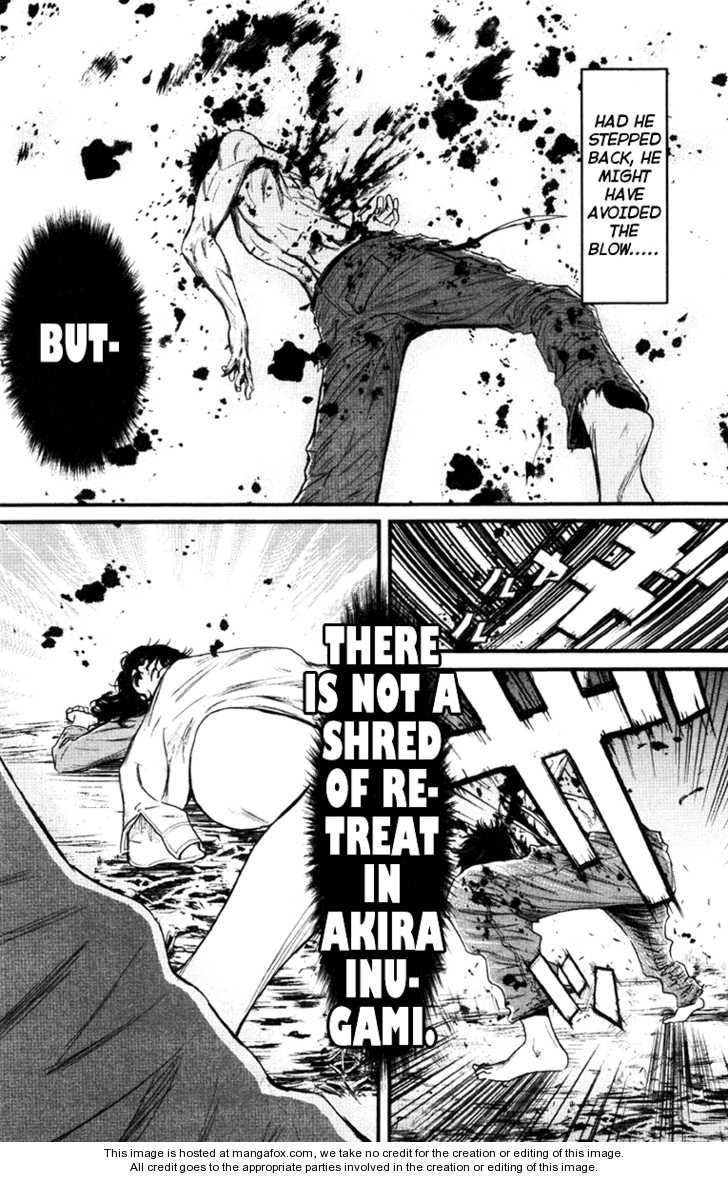 HAD HE
STEPPED
BACK, HE
MIGHT
HAVE
AVOIDED
THE
BLOW.....
BUT-
THERE
IS NOT A
SHRED
OF RE-
TREAT
IN
AKIRA
INU-
GAMI.
This image is hosted at mangafox.com, we take no credit for the creation or editing of this image.
All credit goes to the appropriate parties involved in the creation or editing of this image.